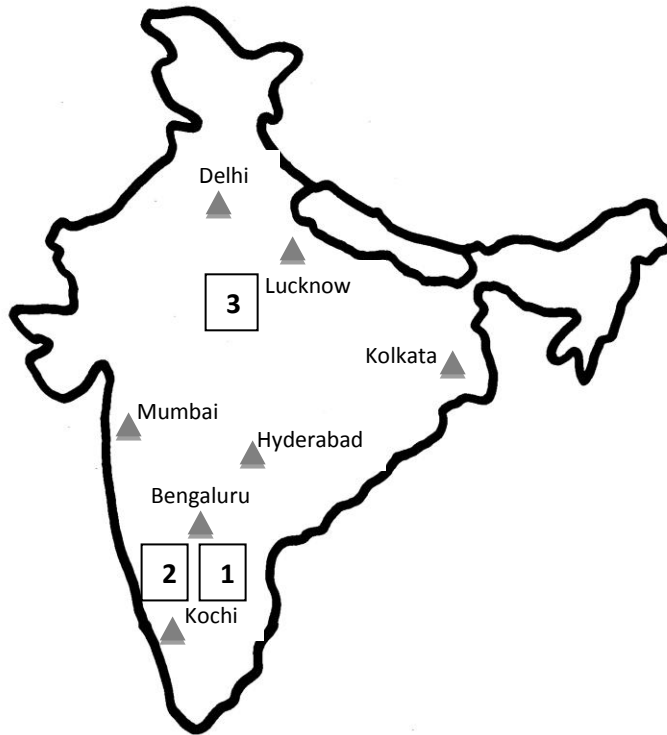 Delhi
Lucknow
3
Kolkata
Mumbai
Hyderabad
Bengaluru
2
1
Kochi